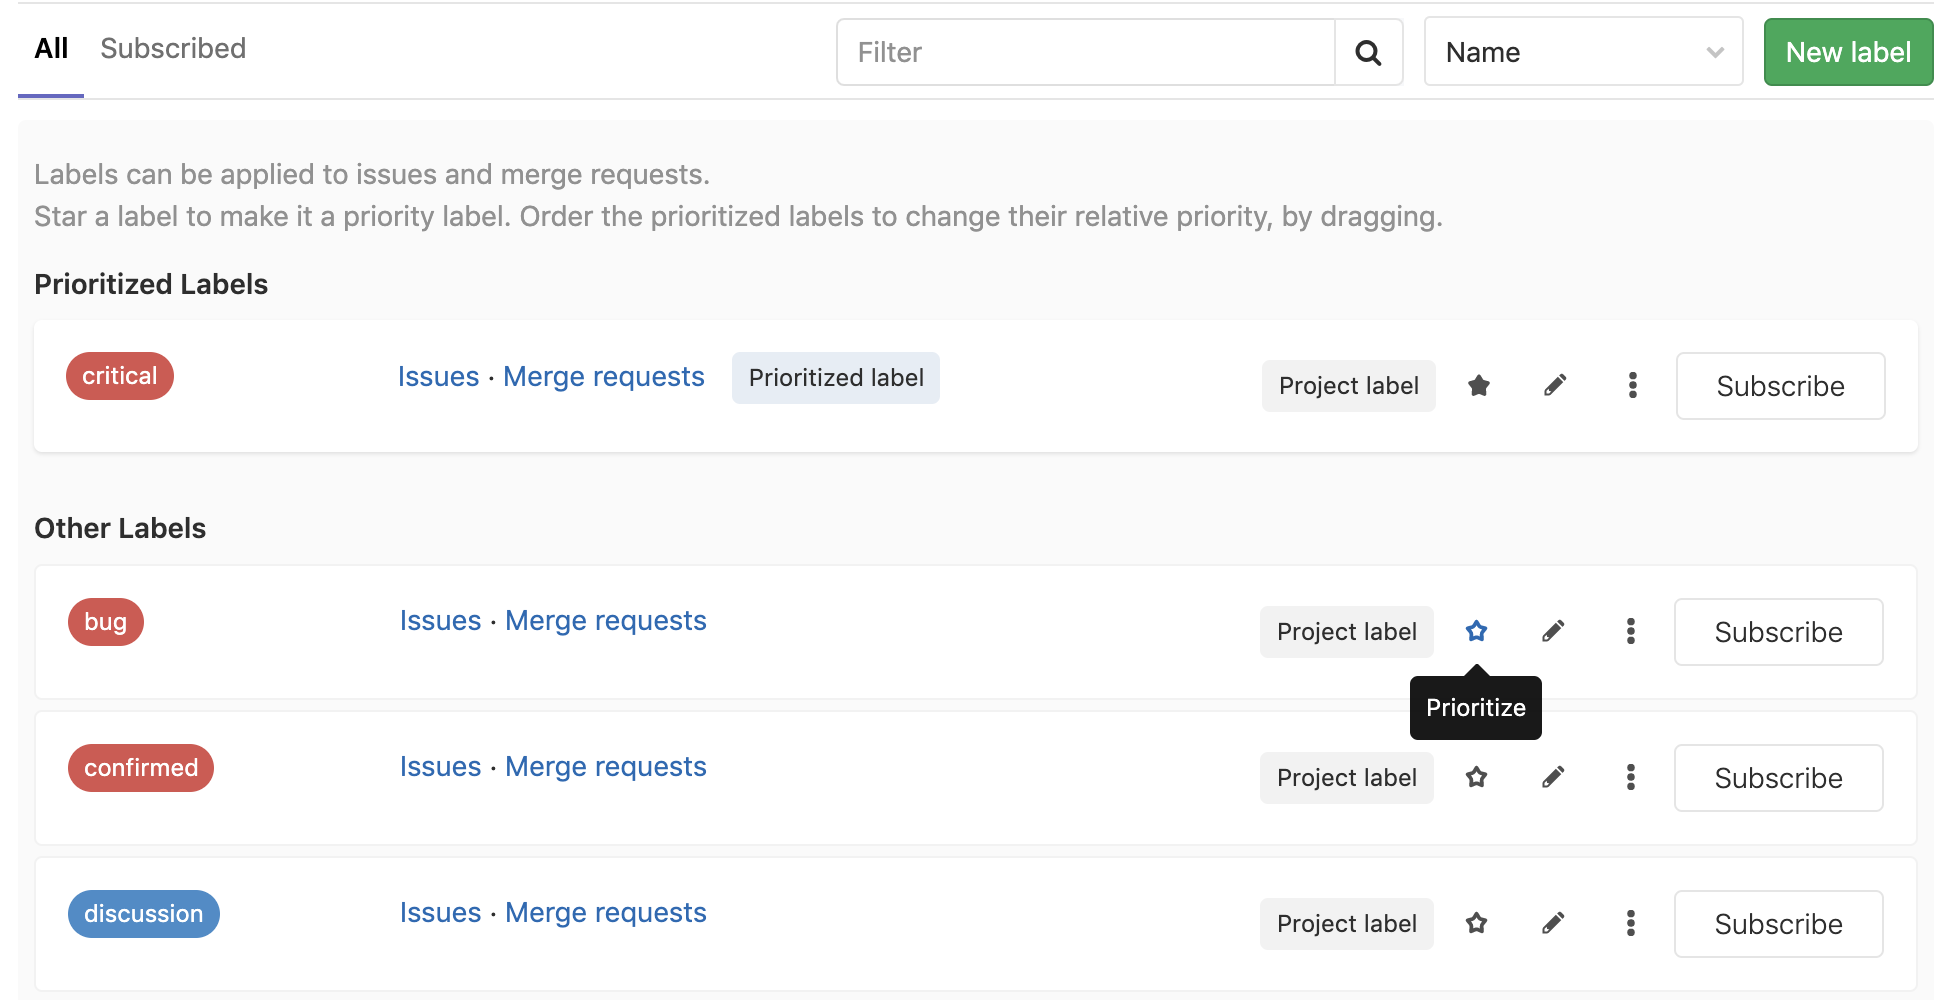 All Subscribed Filter Name New label
Labels can be applied to issues and merge requests.
Star a label to make it a priority label. Order the prioritized labels to change their relative priority, by dragging.
Prioritized Labels
critical Issues · Merge requests Prioritized label Project label Subscribe
Other Labels
bug Issues · Merge requests Project label Subscribe
Prioritize
confirmed Issues · Merge requests Project label Subscribe
discussion Issues · Merge requests Project label Subscribe